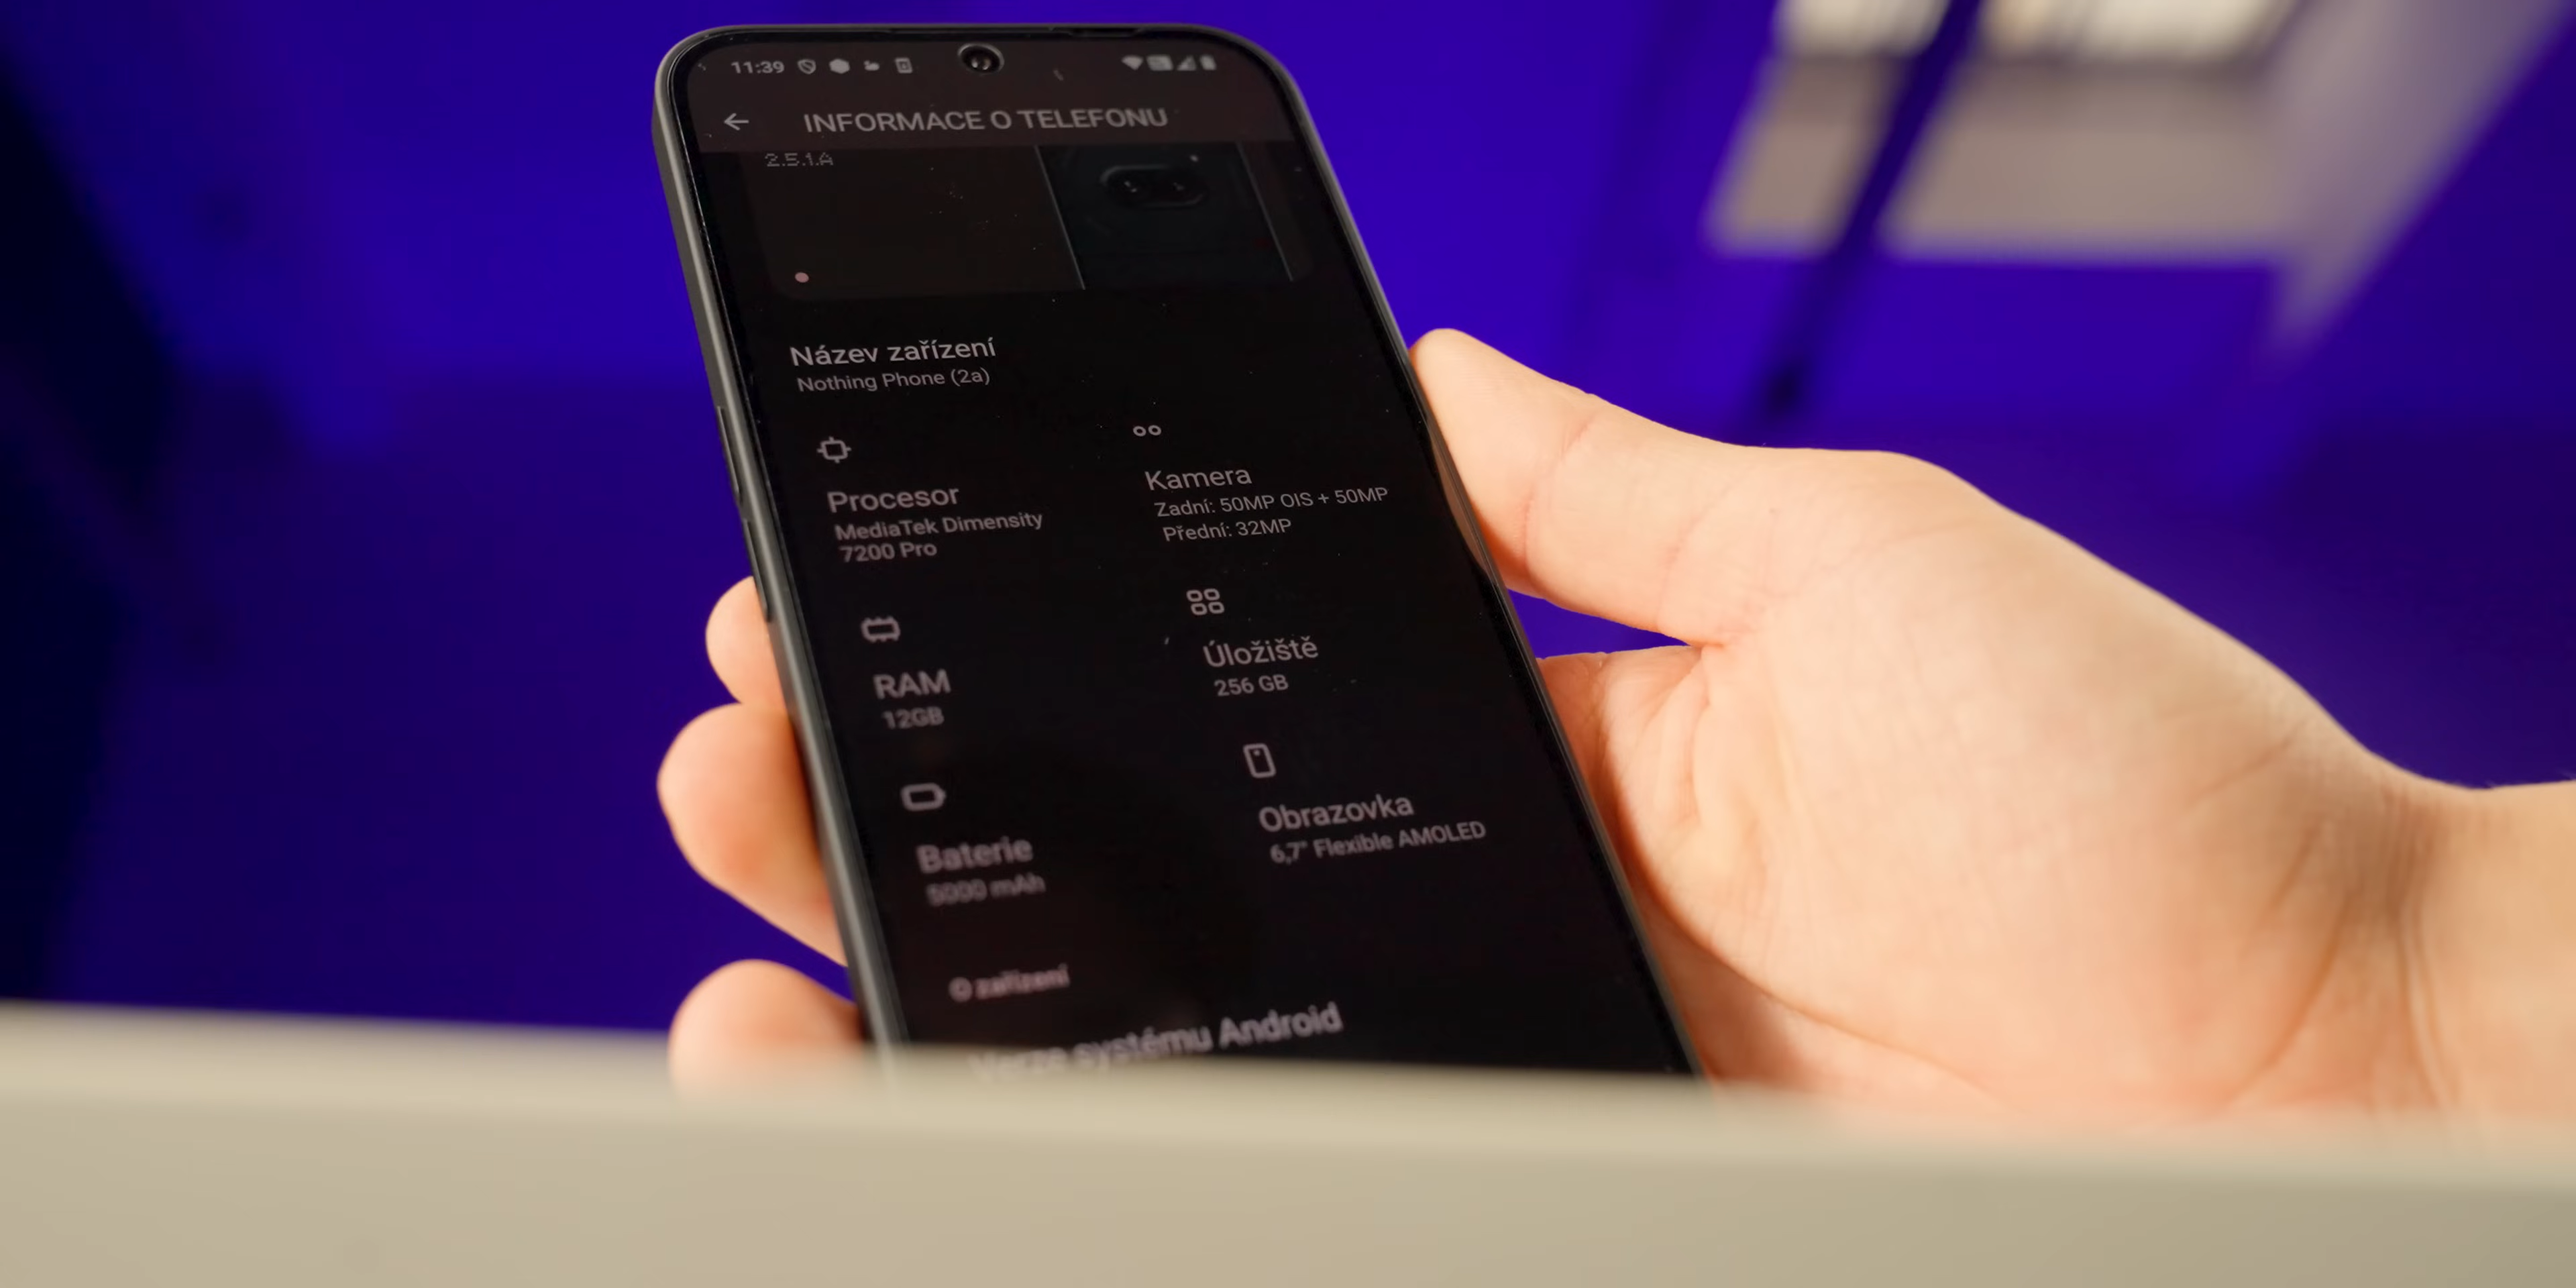 11:39
INFORMACE O TELEFONU
2.5.1.A
Název zařízení
Nothing Phone (2a)
Procesor
MediaTek Dimensity
7200 Pro
Kamera
Zadní: 50MP OIS + 50MP
Přední: 32MP
RAM
12GB
Úložiště
256 GB
Baterie
5000 mAh
Obrazovka
6,7" Flexible AMOLED
O zařízení
Verze systému Android